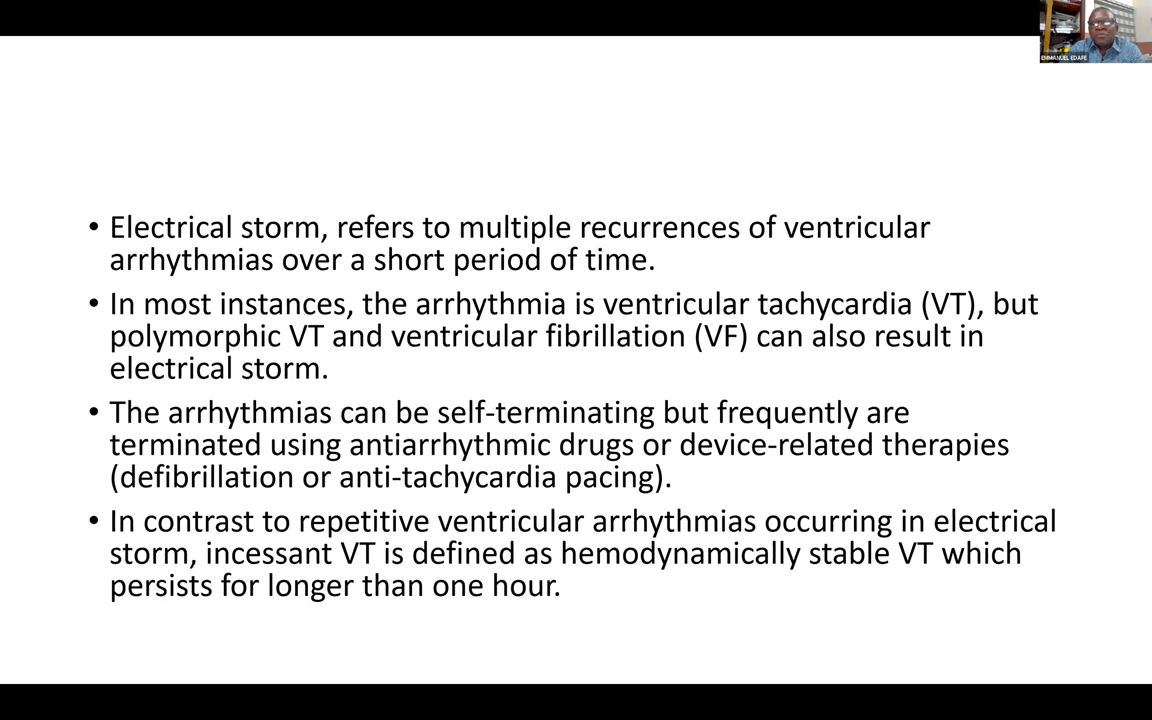 EMMANUEL EDAFE
• Electrical storm, refers to multiple recurrences of ventricular
arrhythmias over a short period of time.
• In most instances, the arrhythmia is ventricular tachycardia (VT), but
polymorphic VT and ventricular fibrillation (VF) can also result in
electrical storm.
• The arrhythmias can be self-terminating but frequently are
terminated using antiarrhythmic drugs or device-related therapies
(defibrillation or anti-tachycardia pacing).
• In contrast to repetitive ventricular arrhythmias occurring in electrical
storm, incessant VT is defined as hemodynamically stable VT which
persists for longer than one hour.